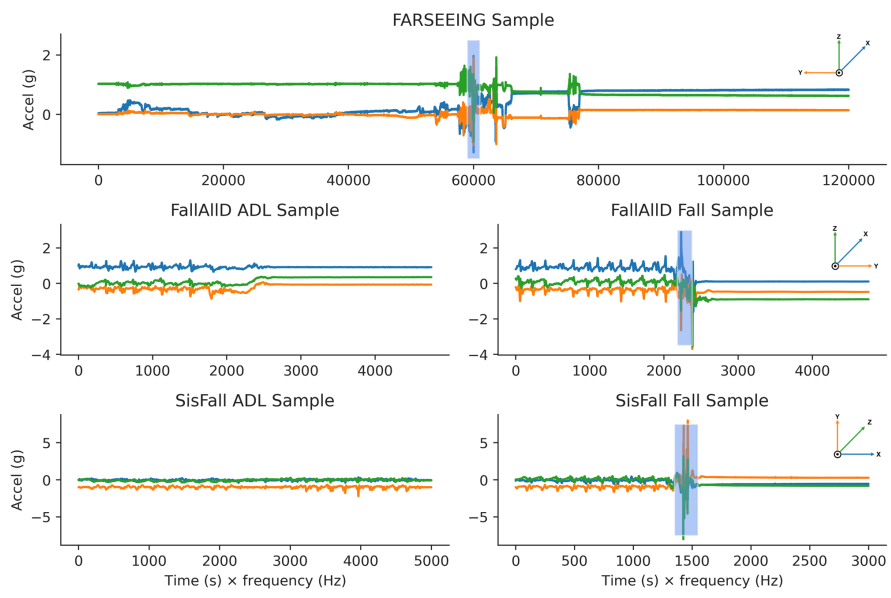 FARSEEING Sample
Accel (g)
2
0
Z
X
Y
0
20000
40000
60000
80000
100000
120000
FallAllD ADL Sample
Accel (g)
2
0
−2
−4
0
1000
2000
3000
4000
FallAllD Fall Sample
2
0
−2
−4
Z
X
Y
0
1000
2000
3000
4000
SisFall ADL Sample
Accel (g)
5
0
−5
0
1000
2000
3000
4000
5000
Time (s) × frequency (Hz)
SisFall Fall Sample
5
0
−5
Y
Z
X
0
500
1000
1500
2000
2500
3000
Time (s) × frequency (Hz)